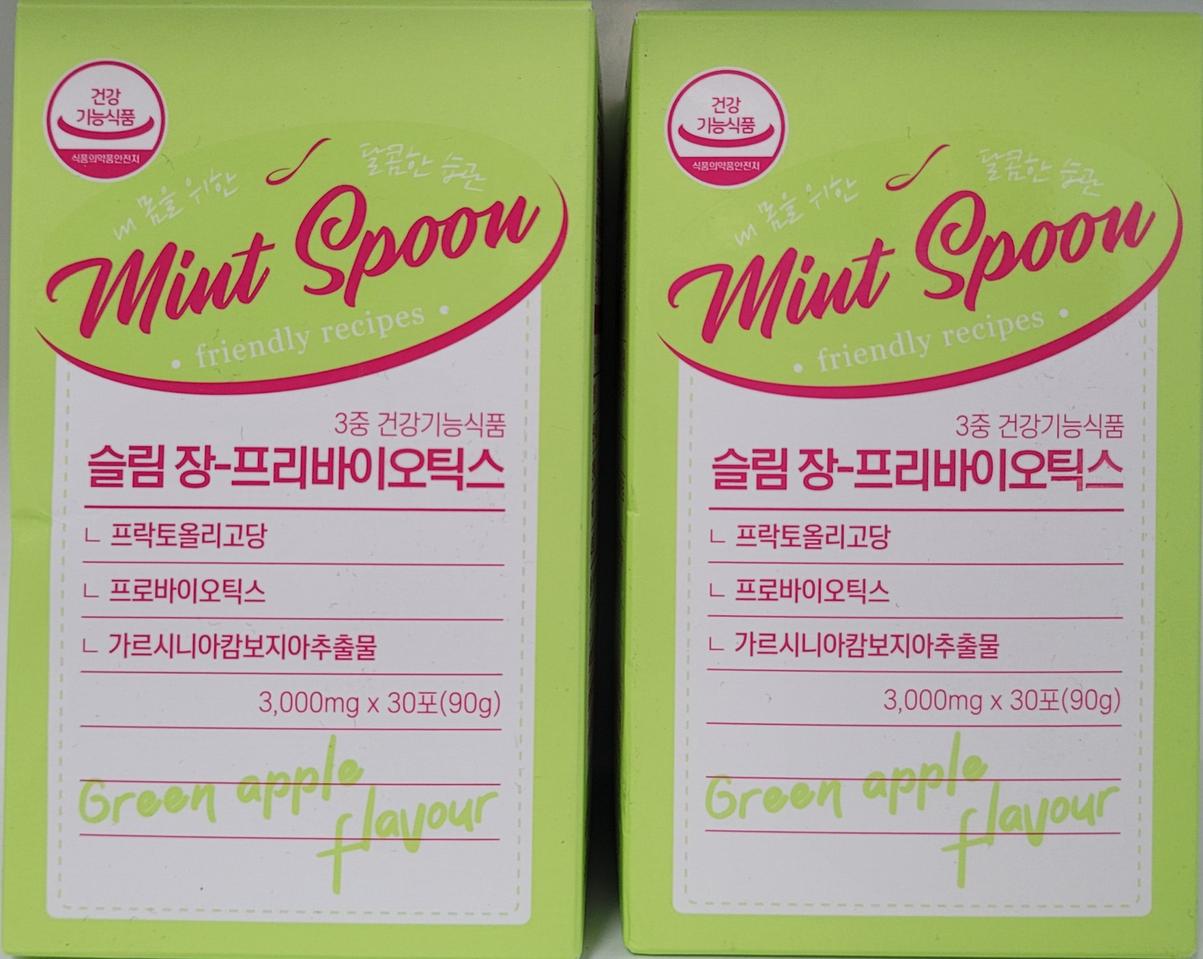 건강
기능식품
식품의약품안전처
내 몸을 위한 달콤한 습관
Mint Spoon
• friendly recipes •
3중 건강기능식품
슬림 장-프리바이오틱스
ㄴ 프락토올리고당
ㄴ 프로바이오틱스
ㄴ 가르시니아캄보지아추출물
3,000mg x 30포(90g)
Green apple
flavour
건강
기능식품
식품의약품안전처
내 몸을 위한 달콤한 습관
Mint Spoon
• friendly recipes •
3중 건강기능식품
슬림 장-프리바이오틱스
ㄴ 프락토올리고당
ㄴ 프로바이오틱스
ㄴ 가르시니아캄보지아추출물
3,000mg x 30포(90g)
Green apple
flavour